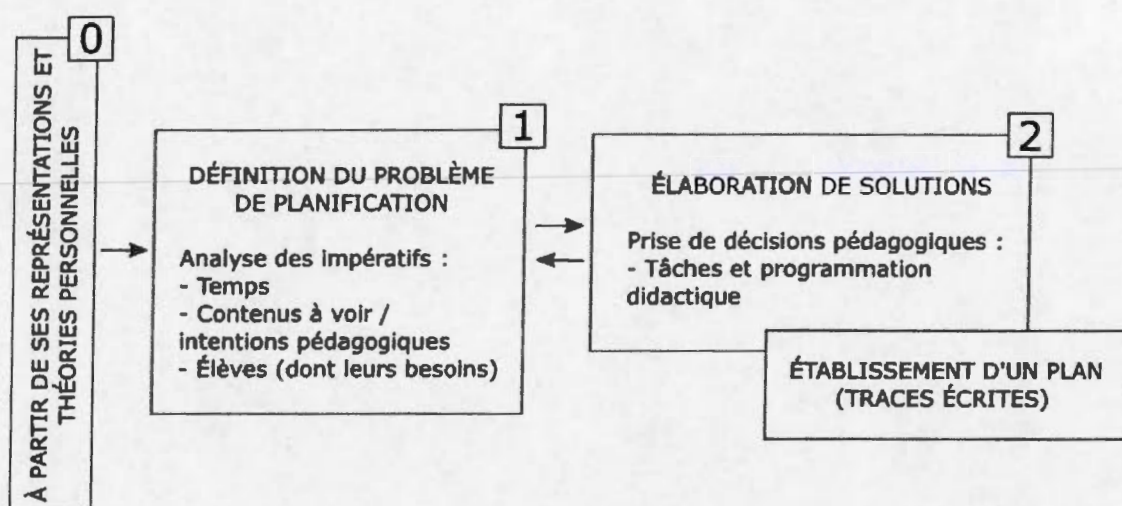 0
À PARTIR DE SES REPRÉSENTATIONS ET
THÉORIES PERSONNELLES
1
DÉFINITION DU PROBLÈME
DE PLANIFICATION
Analyse des impératifs :
- Temps
- Contenus à voir /
intentions pédagogiques
- Élèves (dont leurs besoins)
2
ÉLABORATION DE SOLUTIONS
Prise de décisions pédagogiques :
- Tâches et programmation
didactique
ÉTABLISSEMENT D'UN PLAN
(TRACES ÉCRITES)